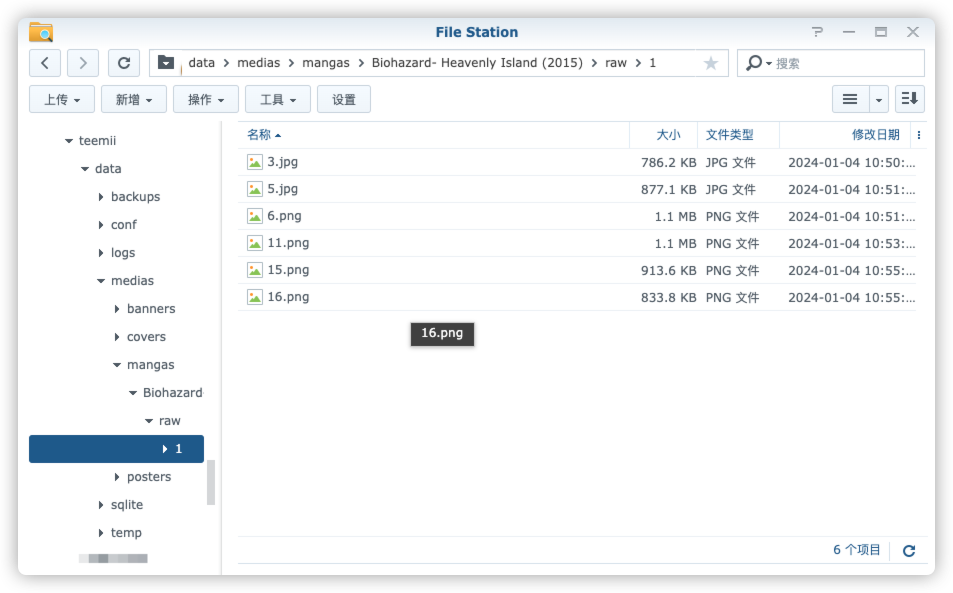 File Station
data medias mangas Biohazard- Heavenly Island (2015) raw 1
搜索
上传 新增 操作 工具 设置
teemii
data
backups
conf
logs
medias
banners
covers
mangas
Biohazard
raw
1
posters
sqlite
temp
名称 大小 文件类型 修改日期
3.jpg 786.2 KB JPG 文件 2024-01-04 10:50:...
5.jpg 877.1 KB JPG 文件 2024-01-04 10:51:...
6.png 1.1 MB PNG 文件 2024-01-04 10:51:...
11.png 1.1 MB PNG 文件 2024-01-04 10:53:...
15.png 913.6 KB PNG 文件 2024-01-04 10:55:...
16.png 833.8 KB PNG 文件 2024-01-04 10:55:...
16.png
6 个项目